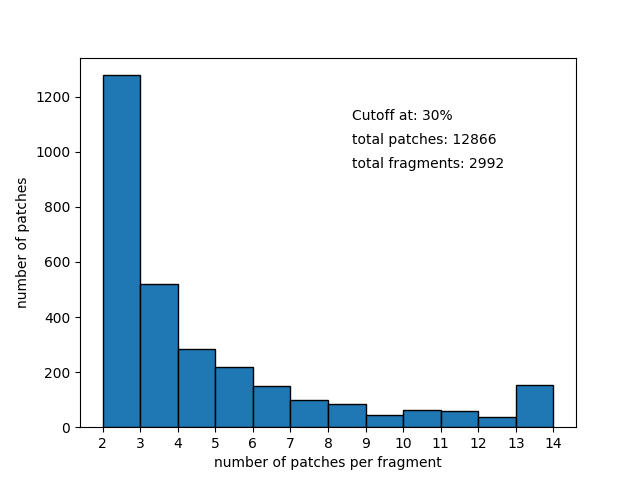 1200
1000
800
600
400
200
0
number of patches
Cutoff at: 30%
total patches: 12866
total fragments: 2992
2 3 4 5 6 7 8 9 10 11 12 13 14
number of patches per fragment